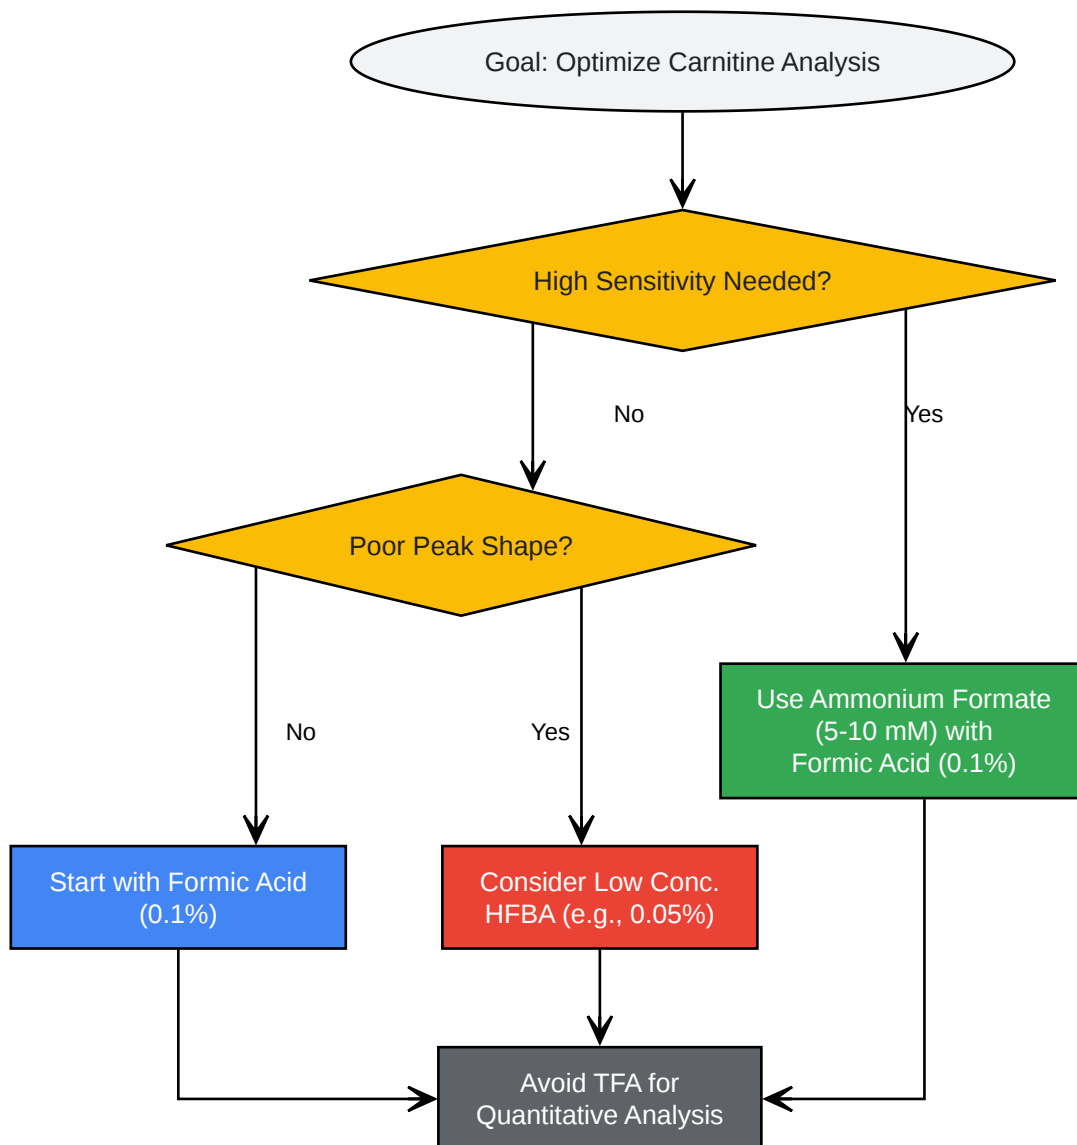 Goal: Optimize Carnitine Analysis
High Sensitivity Needed?
No
Yes
Poor Peak Shape?
No
Yes
Use Ammonium Formate
(5-10 mM) with
Formic Acid (0.1%)
Start with Formic Acid
(0.1%)
Consider Low Conc.
HFBA (e.g., 0.05%)
Avoid TFA for
Quantitative Analysis